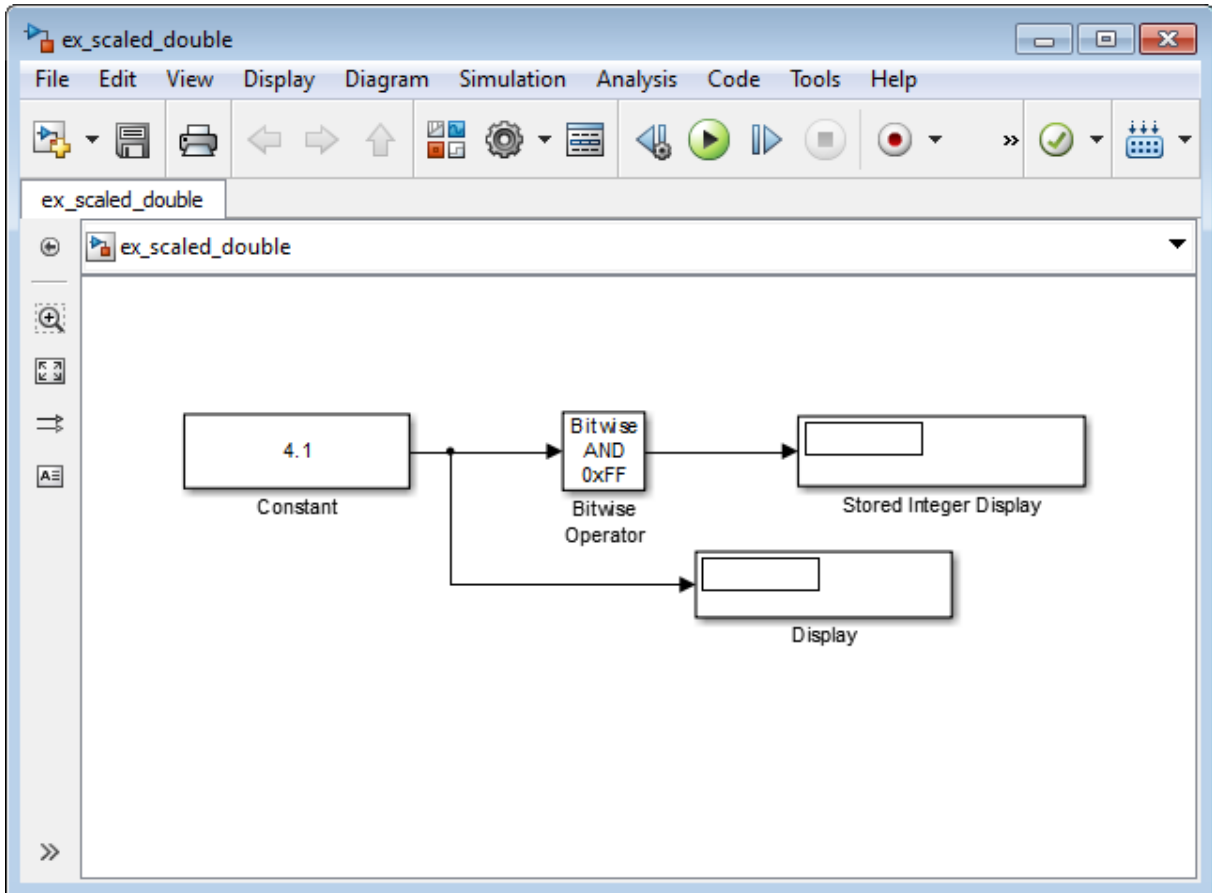 ex_scaled_double
File Edit View Display Diagram Simulation Analysis Code Tools Help
»
ex_scaled_double
ex_scaled_double
4.1
Constant
Bitwise
AND
0xFF
Bitwise
Operator
Stored Integer Display
Display
A
»